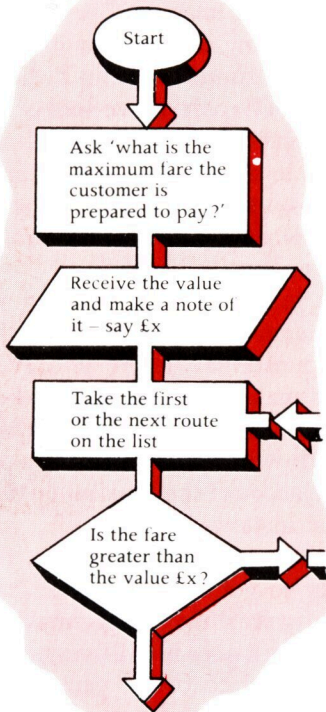 Start
Ask ‘what is the
maximum fare the
customer is
prepared to pay?’
Receive the value
and make a note of
it – say £x
Take the first
or the next route
on the list
Is the fare
greater than
the value £x?